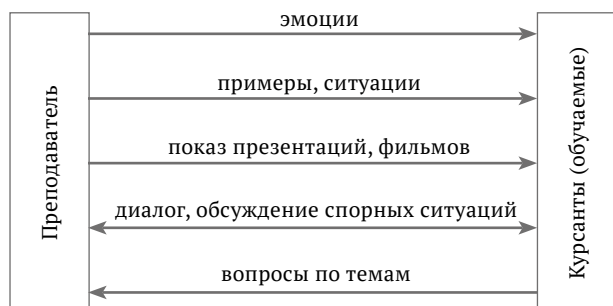 Преподаватель
эмоции
примеры, ситуации
показ презентаций, фильмов
диалог, обсуждение спорных ситуаций
вопросы по темам
Курсанты (обучаемые)